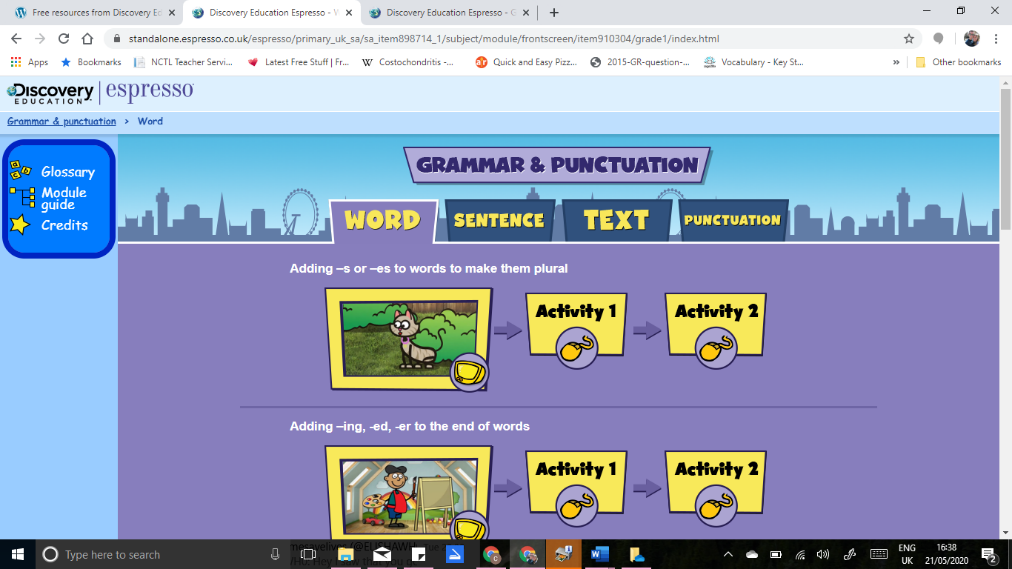 Free resources from Discovery Ed
Discovery Education Espresso - W
Discovery Education Espresso - G
standalone.espresso.co.uk/espresso/primary_uk_sa/sa_item898714_1/subject/module/frontscreen/item910304/grade1/index.html
Apps
Bookmarks
NCTL Teacher Servi...
Latest Free Stuff | Fr...
W Costochondritis -...
Quick and Easy Pizz...
2015-GR-question-...
Vocabulary - Key St...
»
Other bookmarks
Discovery EDUCATION | espresso
Grammar & punctuation > Word
Glossary
Module guide
Credits
GRAMMAR & PUNCTUATION
WORD SENTENCE TEXT PUNCTUATION
Adding –s or –es to words to make them plural
Activity 1 Activity 2
Adding –ing, -ed, -er to the end of words
Activity 1 Activity 2
Type here to search
ENG UK
16:38
21/05/2020
2